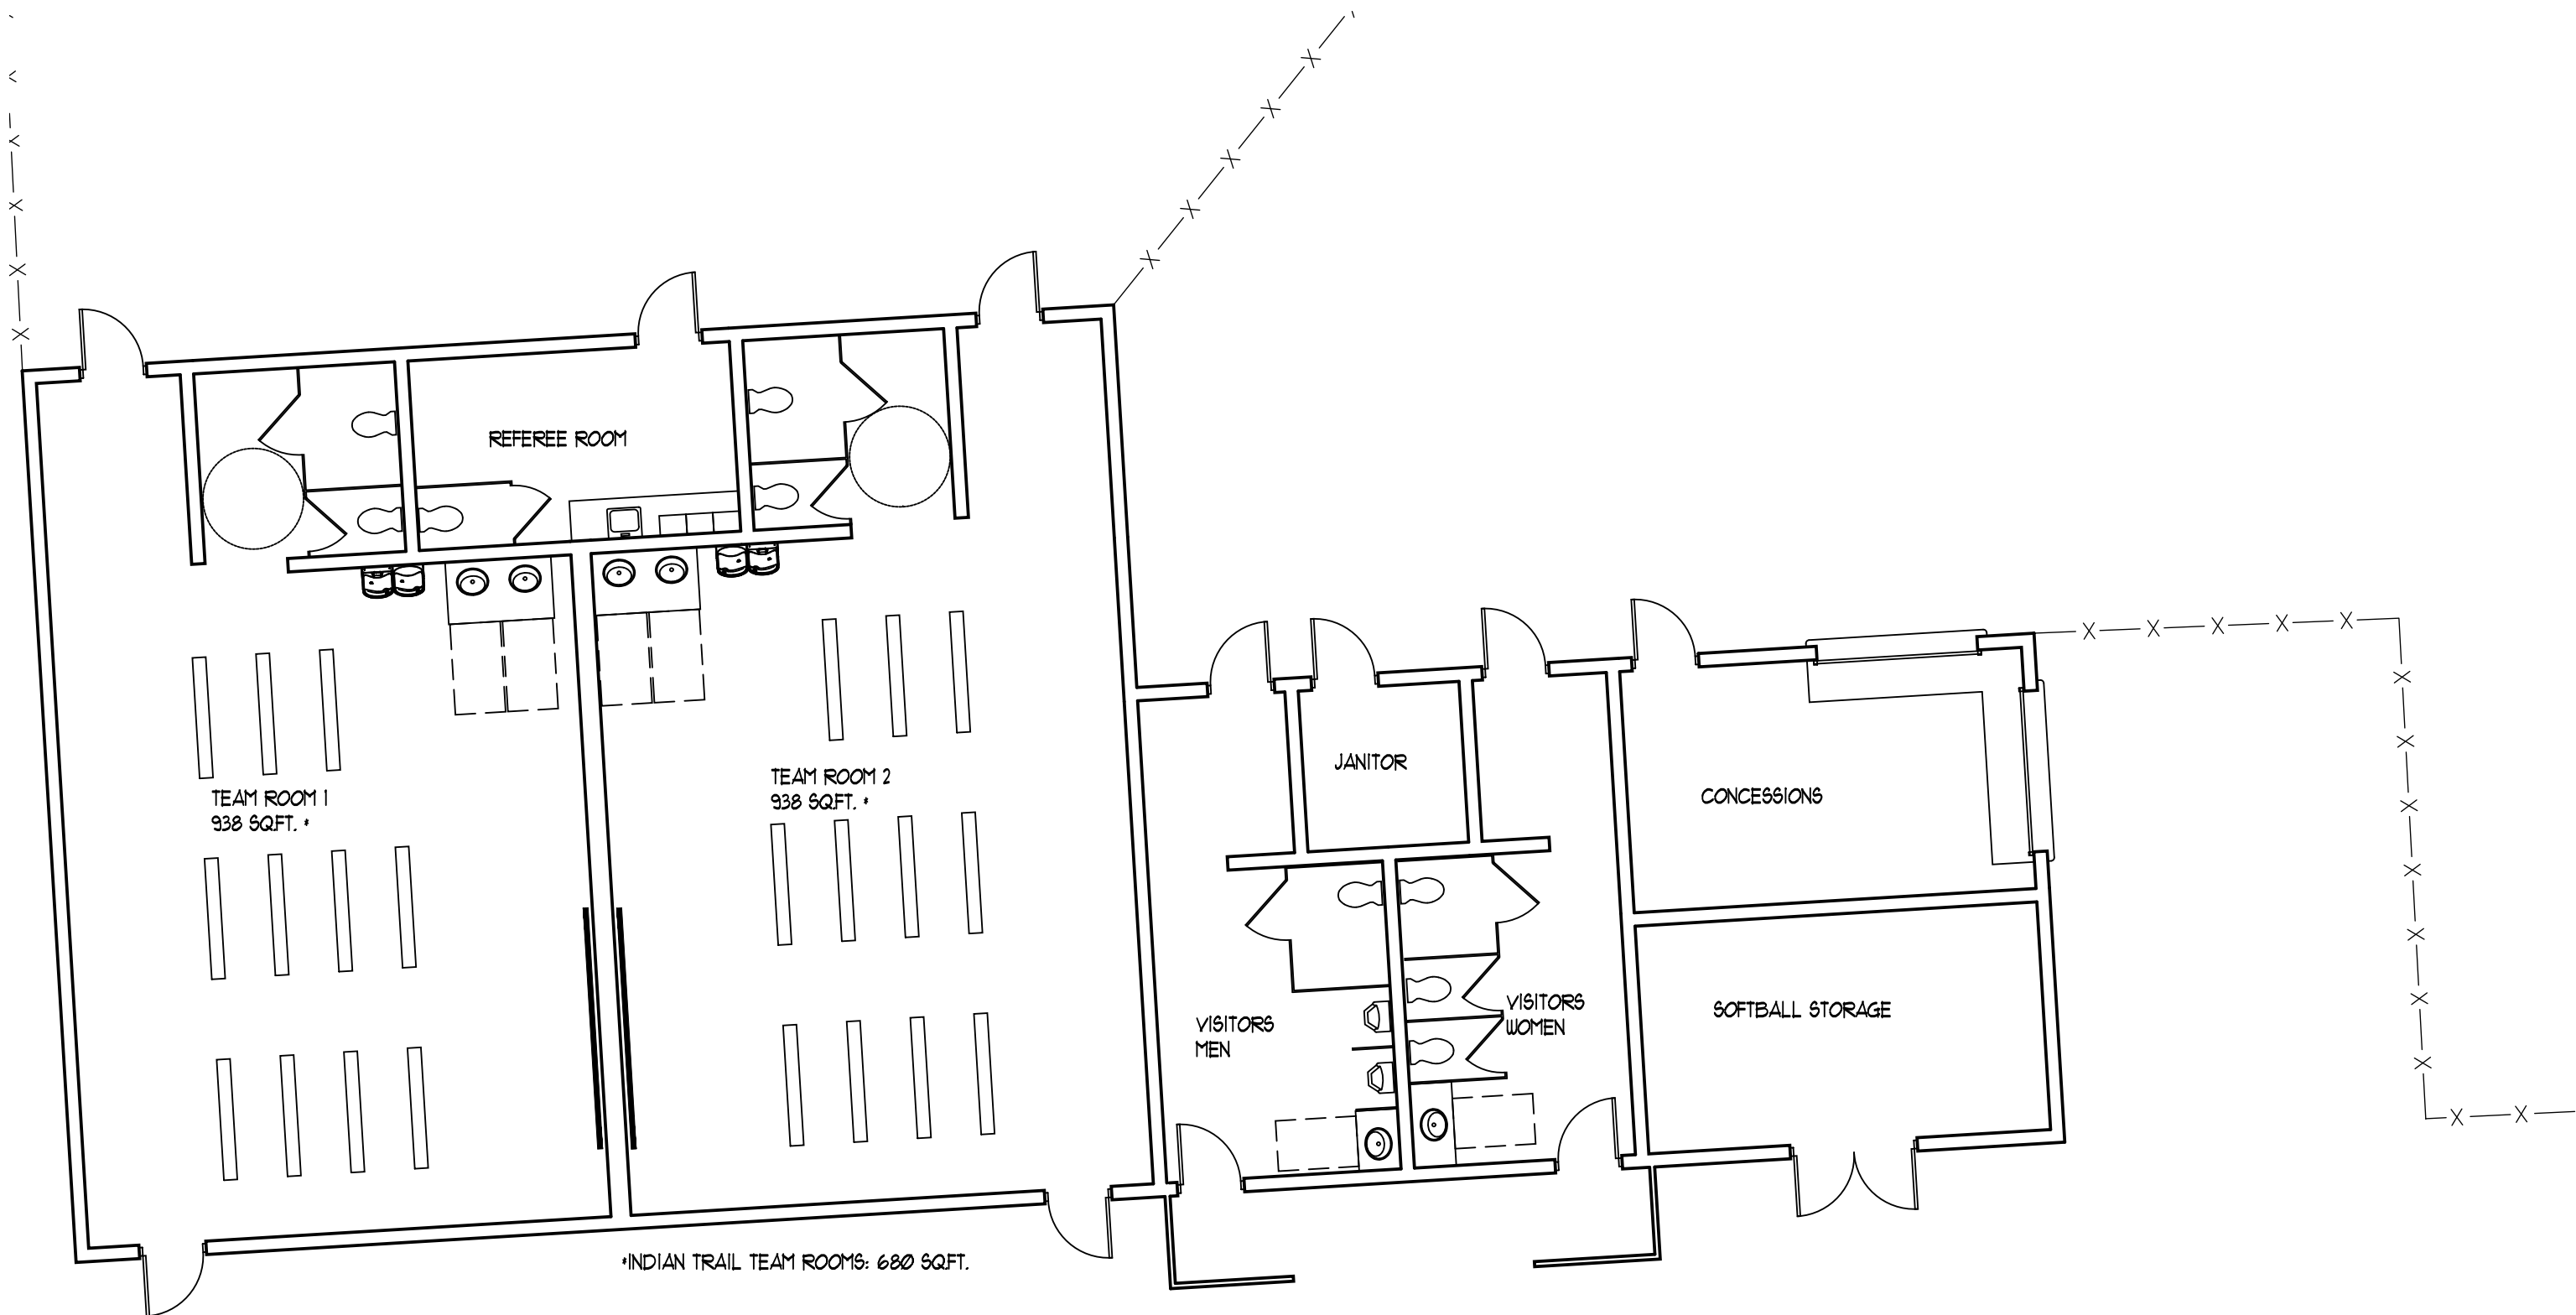 REFEREE ROOM
TEAM ROOM 1
938 SQ.FT. *
TEAM ROOM 2
938 SQ.FT. *
JANITOR
CONCESSIONS
VISITORS
MEN
VISITORS
WOMEN
SOFTBALL STORAGE
*INDIAN TRAIL TEAM ROOMS: 680 SQ.FT.